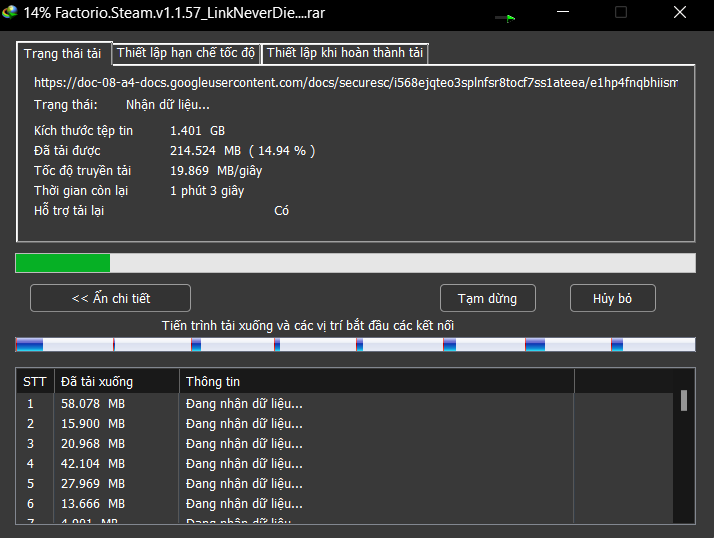 14% Factorio.Steam.v1.1.57_LinkNeverDie....rar
Trạng thái tải Thiết lập hạn chế tốc độ Thiết lập khi hoàn thành tải
https://doc-08-a4-docs.googleusercontent.com/docs/securesc/i568ejqteo3splnfsr8tocf7ss1ateea/e1hp4fnqbhiism
Trạng thái: Nhận dữ liệu...
Kích thước tệp tin 1.401 GB
Đã tải được 214.524 MB ( 14.94 % )
Tốc độ truyền tải 19.869 MB/giây
Thời gian còn lại 1 phút 3 giây
Hỗ trợ tải lại Có
<< Ẩn chi tiết Tạm dừng Hủy bỏ
Tiến trình tải xuống và các vị trí bắt đầu các kết nối
STT Đã tải xuống Thông tin
1 58.078 MB Đang nhận dữ liệu...
2 15.900 MB Đang nhận dữ liệu...
3 20.968 MB Đang nhận dữ liệu...
4 42.104 MB Đang nhận dữ liệu...
5 27.969 MB Đang nhận dữ liệu...
6 13.666 MB Đang nhận dữ liệu...
MB Đang nhận dữ liệu...